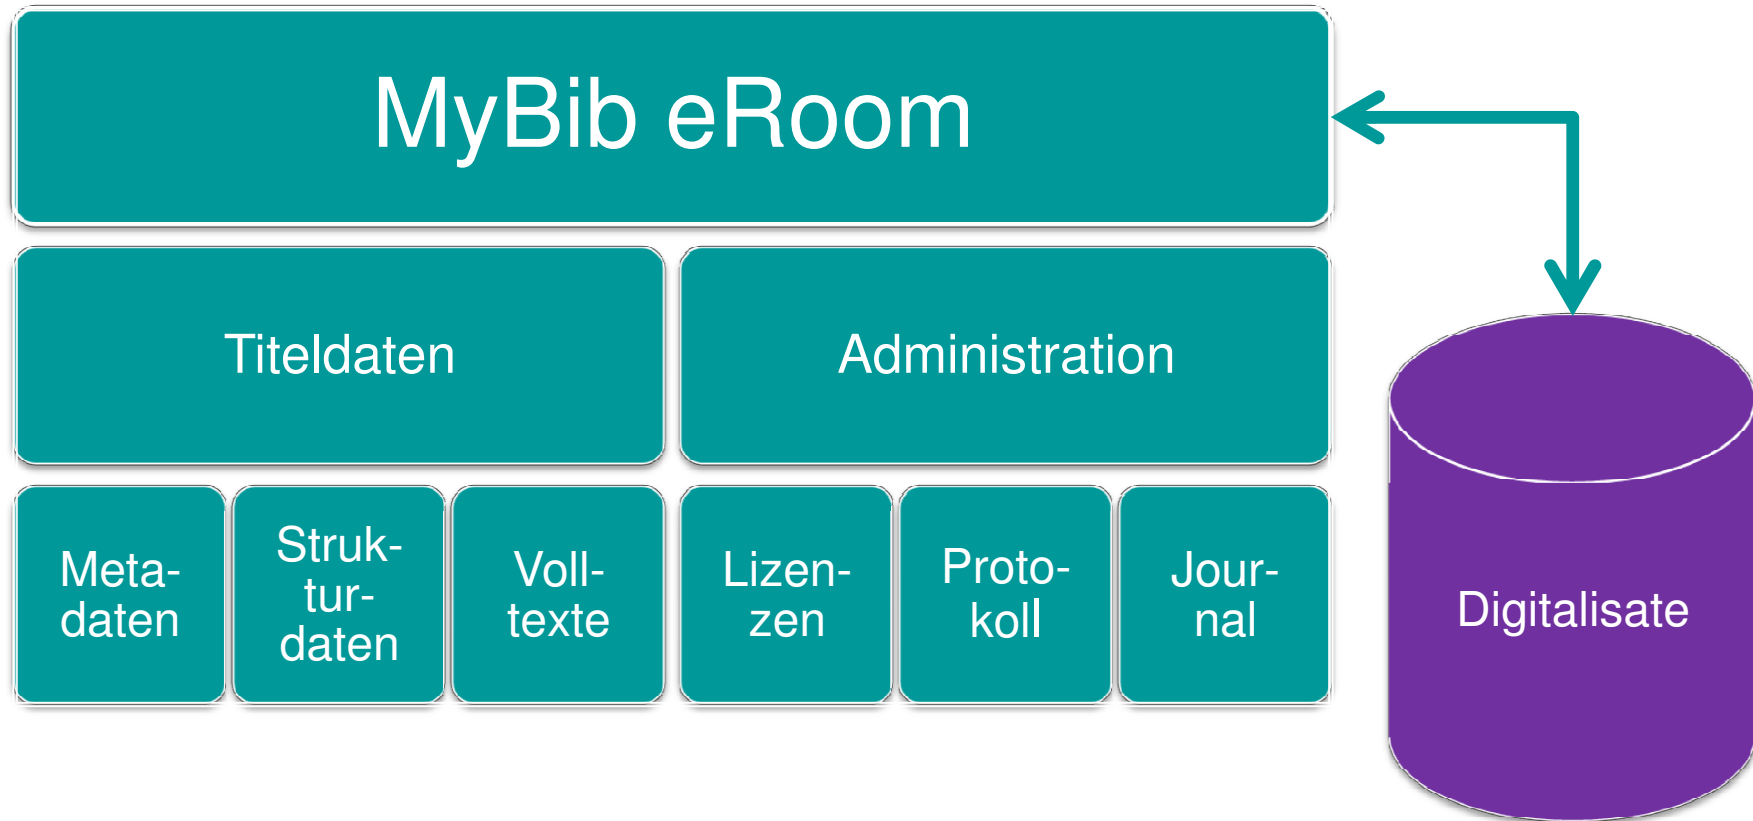 MyBib eRoom
Titeldaten
Administration
Meta-
daten
Struk-
tur-
daten
Voll-
texte
Lizen-
zen
Proto-
koll
Jour-
nal
Digitalisate